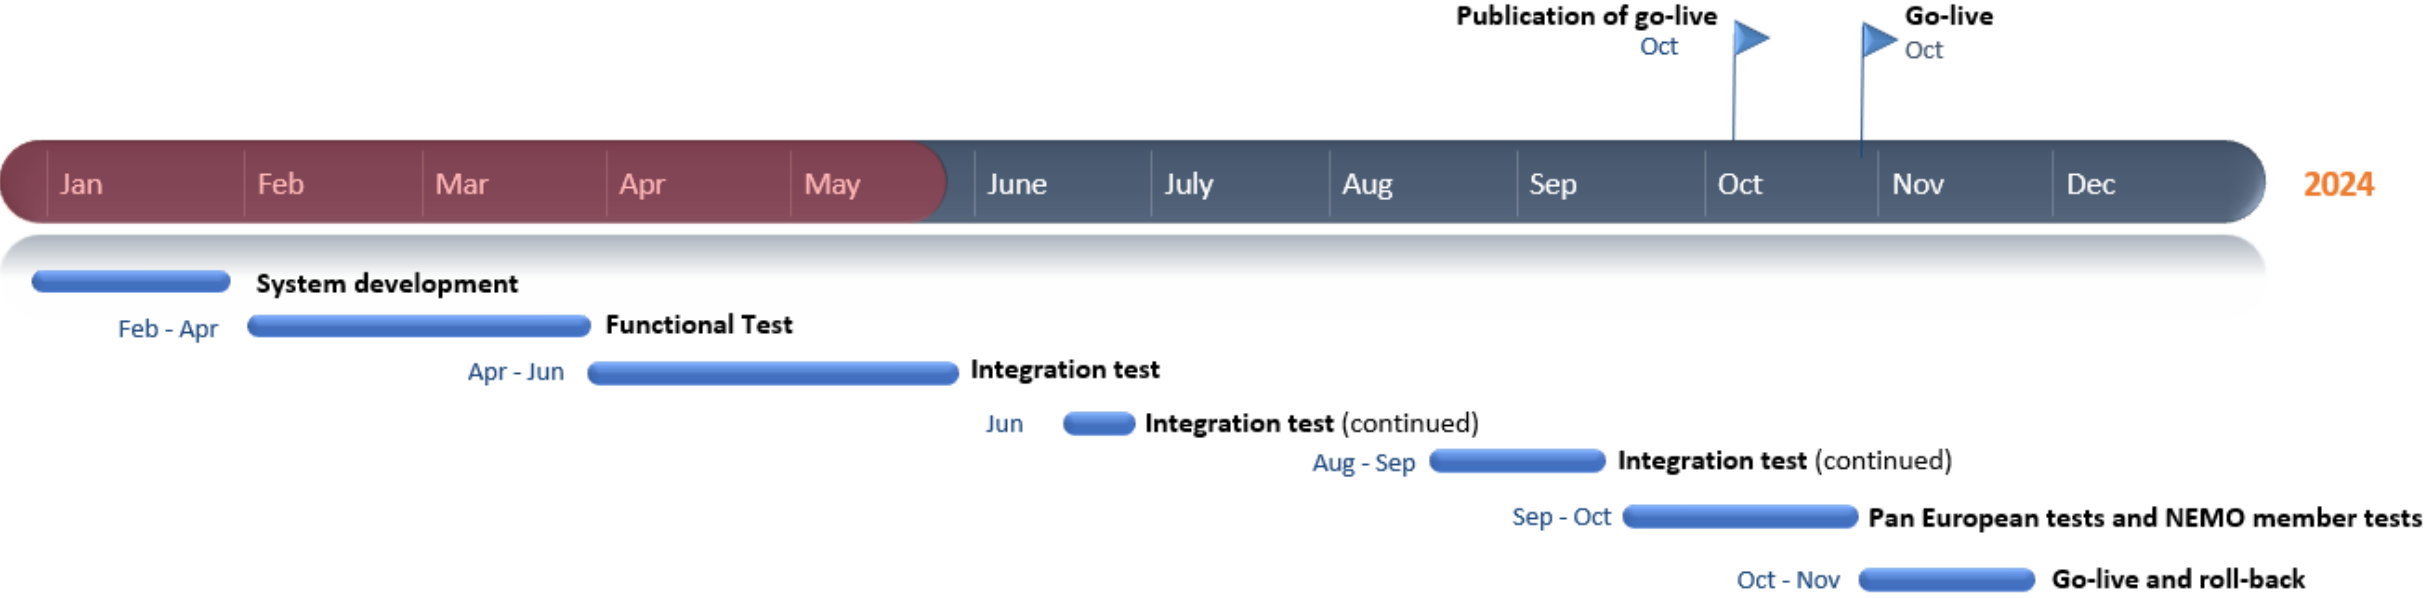 Publication of go-live
Oct
Go-live
Oct
Jan Feb Mar Apr May June July Aug Sep Oct Nov Dec 2024
System development
Feb - Apr Functional Test
Apr - Jun Integration test
Jun Integration test (continued)
Aug - Sep Integration test (continued)
Sep - Oct Pan European tests and NEMO member tests
Oct - Nov Go-live and roll-back